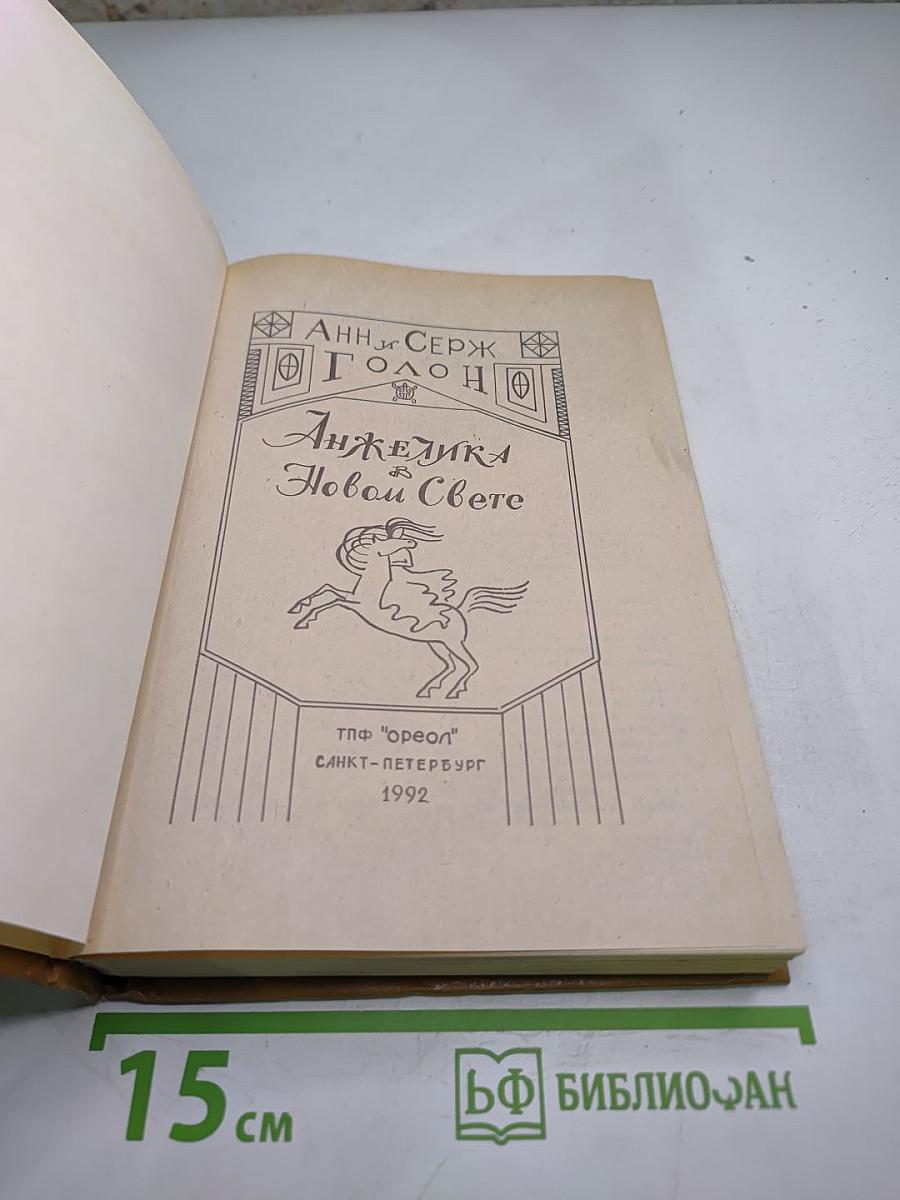 Анн и Серж
Голон
Анжелика
в
Новом Свете
ТПФ "Ореол"
САНКТ-ПЕТЕРБУРГ
1992
15 см
БФ БИБЛИОФАН